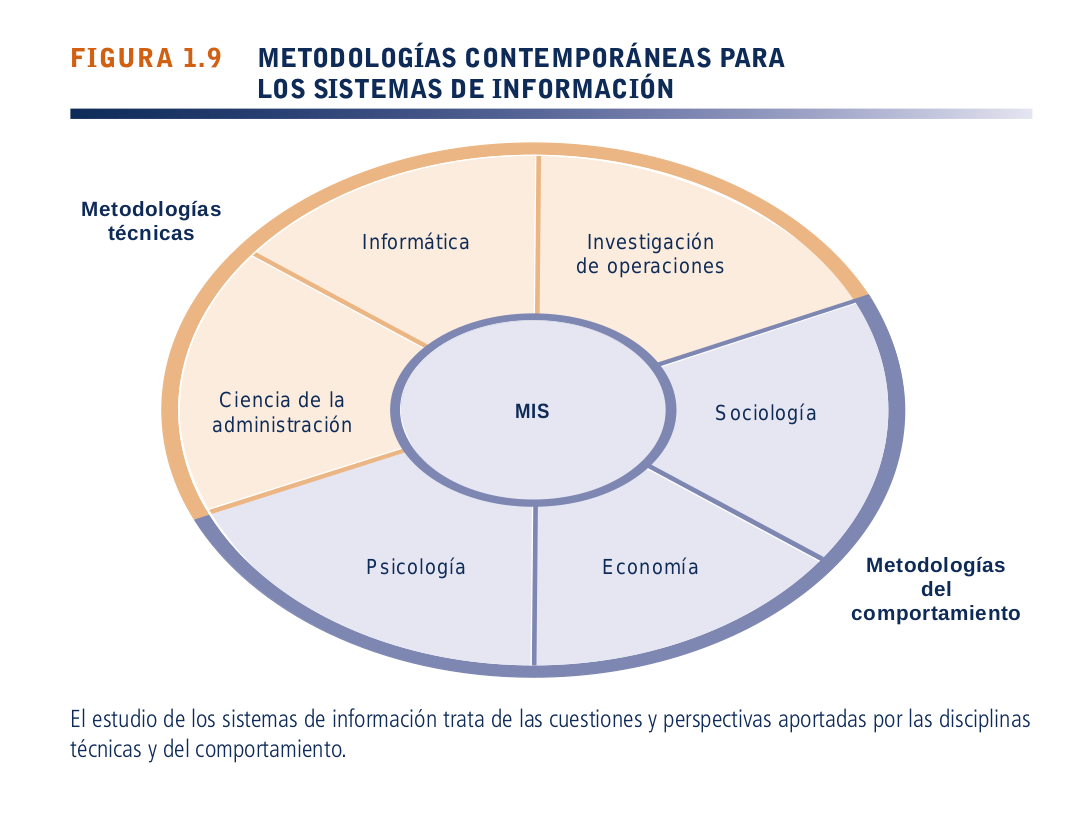 FIGURA 1.9 METODOLOGÍAS CONTEMPORÁNEAS PARA
LOS SISTEMAS DE INFORMACIÓN
Metodologías
técnicas
Informática
Investigación
de operaciones
Ciencia de la
administración
MIS
Sociología
Psicología
Economía
Metodologías
del
comportamiento
El estudio de los sistemas de información trata de las cuestiones y perspectivas aportadas por las disciplinas
técnicas y del comportamiento.